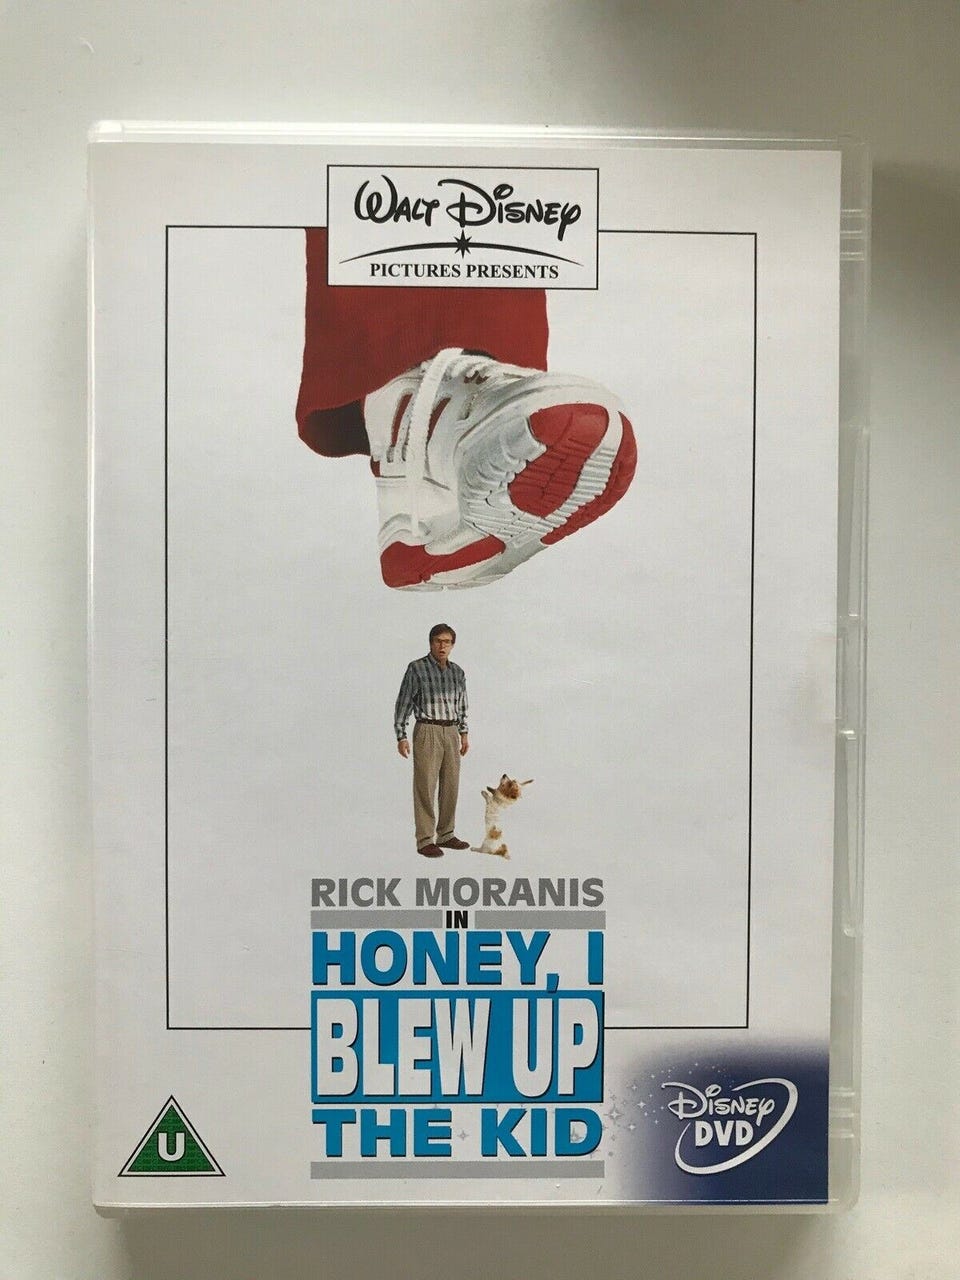 WALT DISNEY
PICTURES PRESENTS
RICK MORANIS
IN
HONEY, I
BLEW UP
THE KID
U
DISNEY
DVD